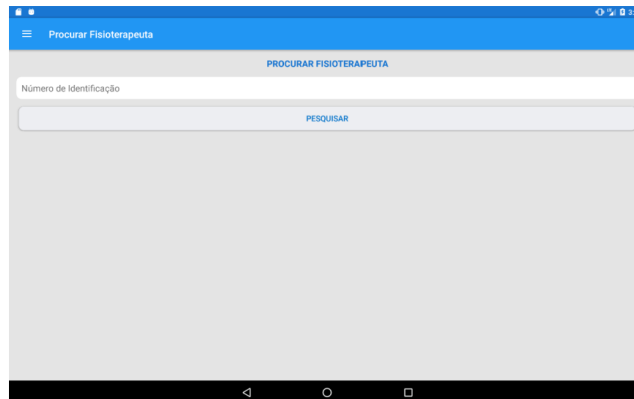 Procurar Fisioterapeuta
PROCURAR FISIOTERAPEUTA
Número de Identificação
PESQUISAR